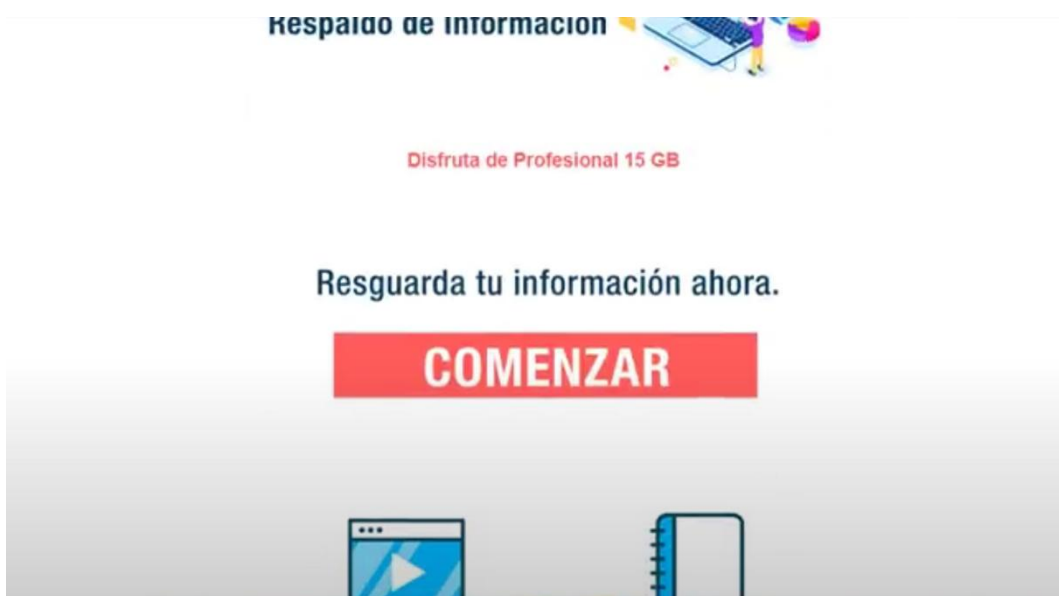 Respaldo de Información
Disfruta de Profesional 15 GB
Resguarda tu información ahora.
COMENZAR